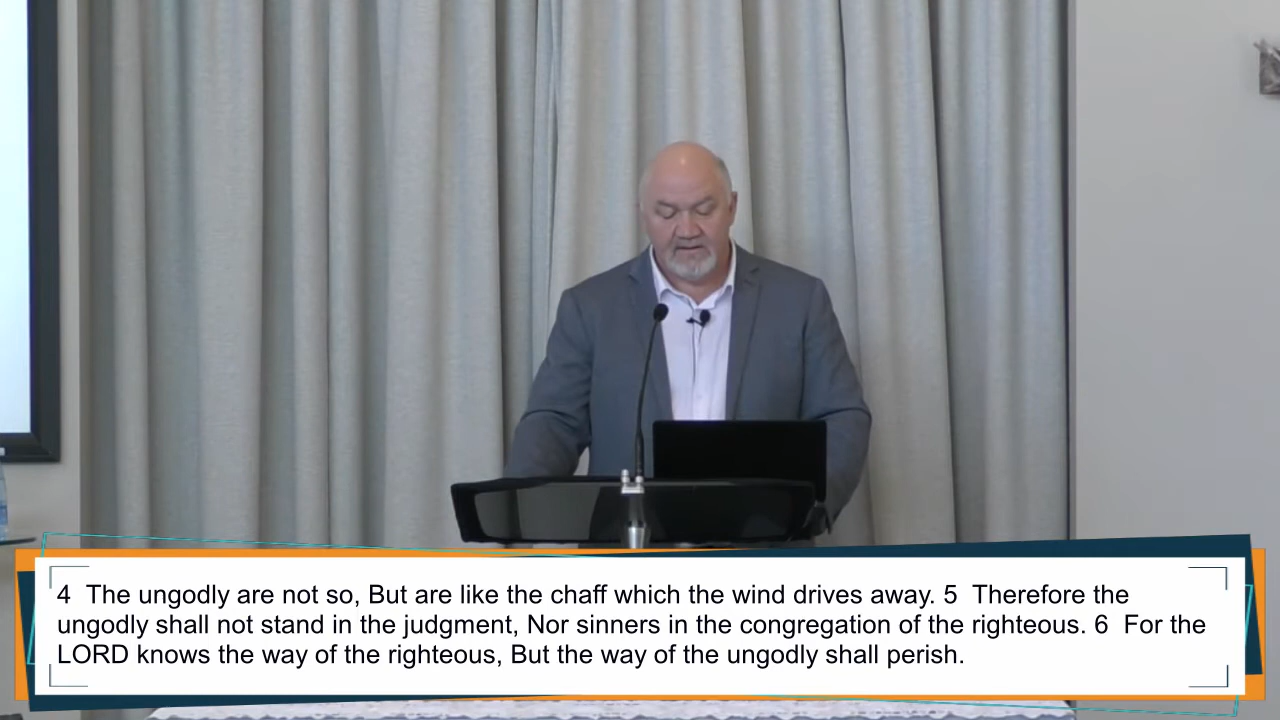 4 The ungodly are not so, But are like the chaff which the wind drives away. 5 Therefore the
ungodly shall not stand in the judgment, Nor sinners in the congregation of the righteous. 6 For the
LORD knows the way of the righteous, But the way of the ungodly shall perish.